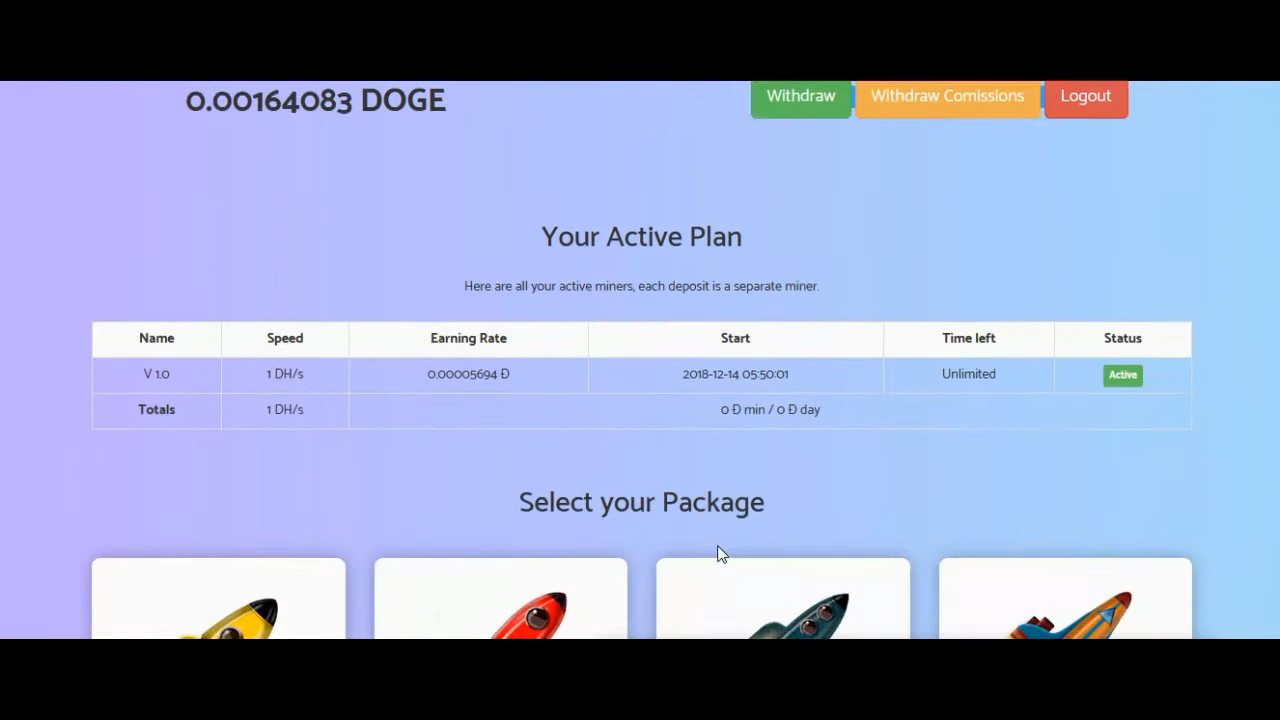 0.00164083 DOGE
Withdraw Withdraw Comissions Logout
Your Active Plan
Here are all your active miners, each deposit is a separate miner.
Name Speed Earning Rate Start Time left Status
V 1.0 1 DH/s 0.00005694 Ð 2018-12-14 05:50:01 Unlimited Active
Totals 1 DH/s 0 Ð min / 0 Ð day
Select your Package